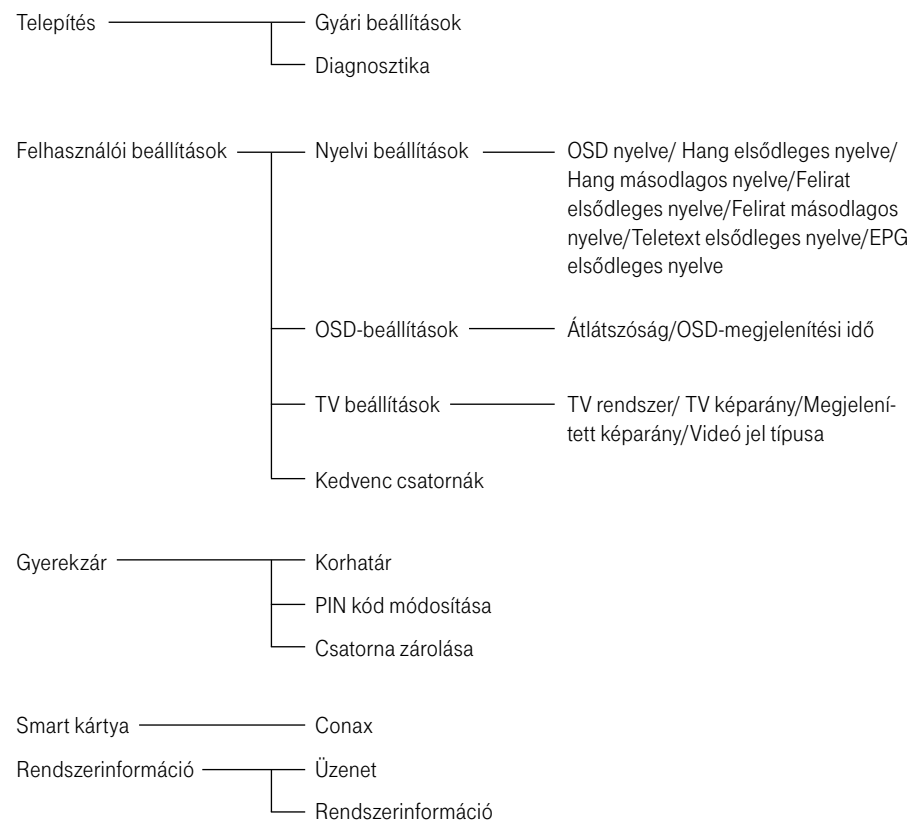 Telepítés
Gyári beállítások
Diagnosztika
Felhasználói beállítások
Nyelvi beállítások
OSD nyelve/ Hang elsődleges nyelve/
Hang másodlagos nyelve/Felirat
elsődleges nyelve/Felirat másodlagos
nyelve/Teletext elsődleges nyelve/EPG
elsődleges nyelve
OSD-beállítások
Átlátszóság/OSD-megjelenítési idő
TV beállítások
TV rendszer/ TV képarány/Megjelení-
tett képarány/Videó jel típusa
Kedvenc csatornák
Gyerekzár
Korhatár
PIN kód módosítása
Csatorna zárolása
Smart kártya
Conax
Rendszerinformáció
Üzenet
Rendszerinformáció